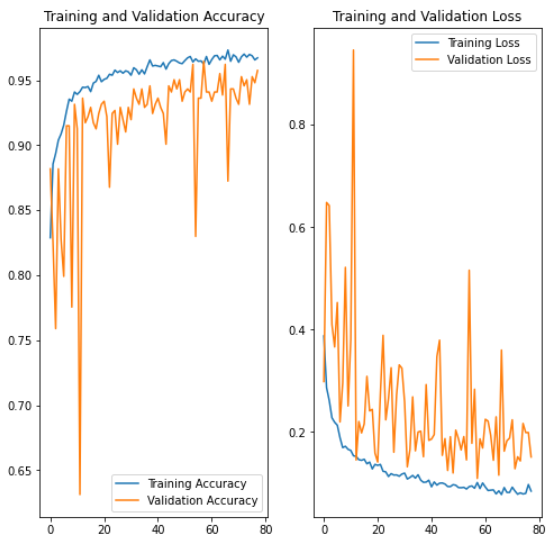 Training and Validation Accuracy
0.95
0.90
0.85
0.80
0.75
0.70
0.65
Training Accuracy
Validation Accuracy
0 20 40 60 80
Training and Validation Loss
Training Loss
Validation Loss
0.8
0.6
0.4
0.2
0 20 40 60 80